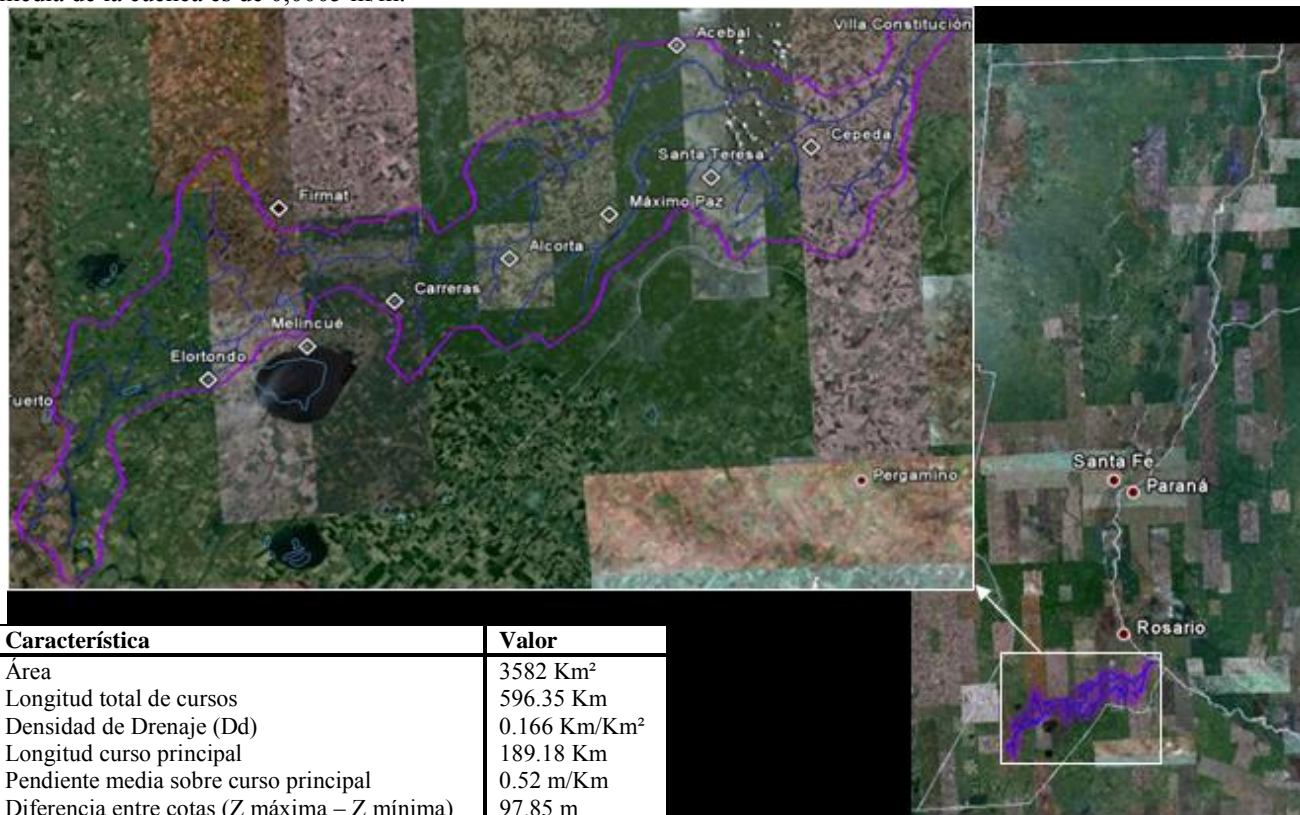 Acebal
Villa Constitución
Cepeda
Santa Teresa
Firmat
Máximo Paz
Alcorta
Carreras
Melincué
Elortondo
uerto
Pergamino
Santa Fé
Paraná
Rosario
Característica Valor
Área 3582 Km²
Longitud total de cursos 596.35 Km
Densidad de Drenaje (Dd) 0.166 Km/Km²
Longitud curso principal 189.18 Km
Pendiente media sobre curso principal 0.52 m/Km
Diferencia entre cotas (Z máxima – Z mínima) 97.85 m